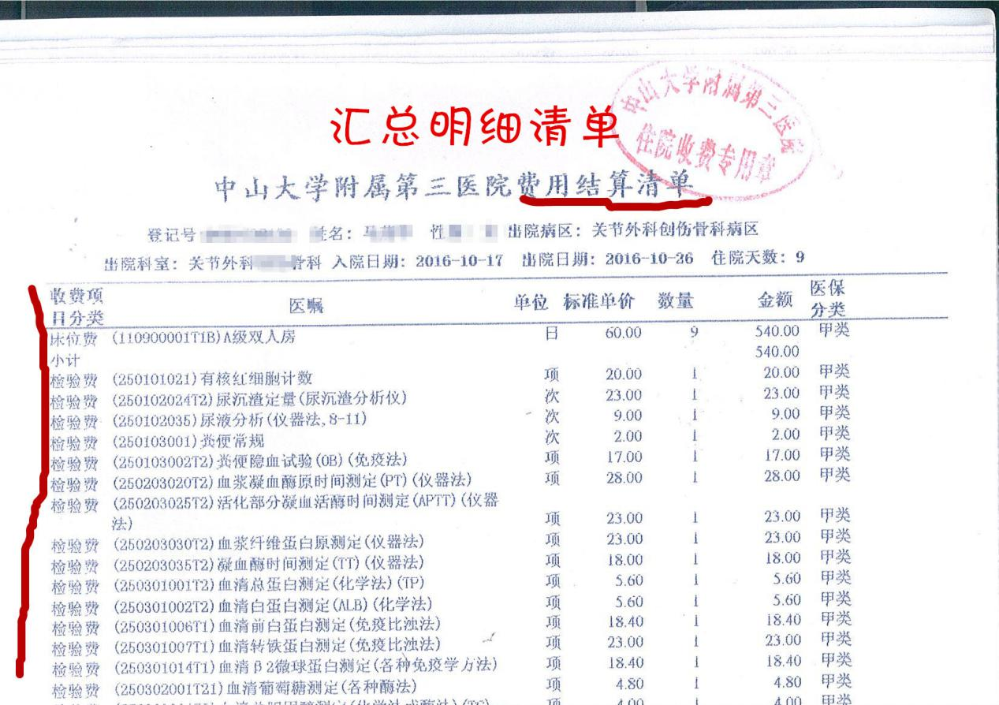 中山大学附属第三医院
住院收费专用章
汇总明细清单
中山大学附属第三医院费用结算清单
登记号 姓名: 性 出院病区: 关节外科创伤骨科病区
出院科室: 关节外科 骨科 入院日期: 2016-10-17 出院日期: 2016-10-26 住院天数: 9
收费项目分类 医嘱 单位 标准单价 数量 金额 医保分类
床位费 (110900001T1B)A级双人房 日 60.00 9 540.00 甲类
小计 540.00
检验费 (250101021)有核红细胞计数 项 20.00 1 20.00 甲类
检验费 (250102024T2)尿沉渣定量(尿沉渣分析仪) 次 23.00 1 23.00 甲类
检验费 (250102035)尿液分析(仪器法,8-11) 次 9.00 1 9.00 甲类
检验费 (250103001)粪便常规 次 2.00 1 2.00 甲类
检验费 (250103002T2)粪便隐血试验(OB)(免疫法) 项 17.00 1 17.00 甲类
检验费 (250203020T2)血浆凝血酶原时间测定(PT)(仪器法) 项 28.00 1 28.00 甲类
检验费 (250203025T2)活化部分凝血活酶时间测定(APTT)(仪器
法) 项 23.00 1 23.00 甲类
检验费 (250203030T2)血浆纤维蛋白原测定(仪器法) 项 23.00 1 23.00 甲类
检验费 (250203035T2)凝血酶时间测定(TT)(仪器法) 项 18.00 1 18.00 甲类
检验费 (250301001T2)血清总蛋白测定(化学法)(TP) 项 5.60 1 5.60 甲类
检验费 (250301002T2)血清白蛋白测定(ALB)(化学法) 项 5.60 1 5.60 甲类
检验费 (250301006T1)血清前白蛋白测定(免疫比浊法) 项 18.40 1 18.40 甲类
检验费 (250301007T1)血清转铁蛋白测定(免疫比浊法) 项 23.00 1 23.00 甲类
检验费 (250301014T1)血清β2微球蛋白测定(各种免疫学方法) 项 18.40 1 18.40 甲类
检验费 (250302001T21)血清葡萄糖测定(各种酶法) 项 4.80 1 4.80 甲类